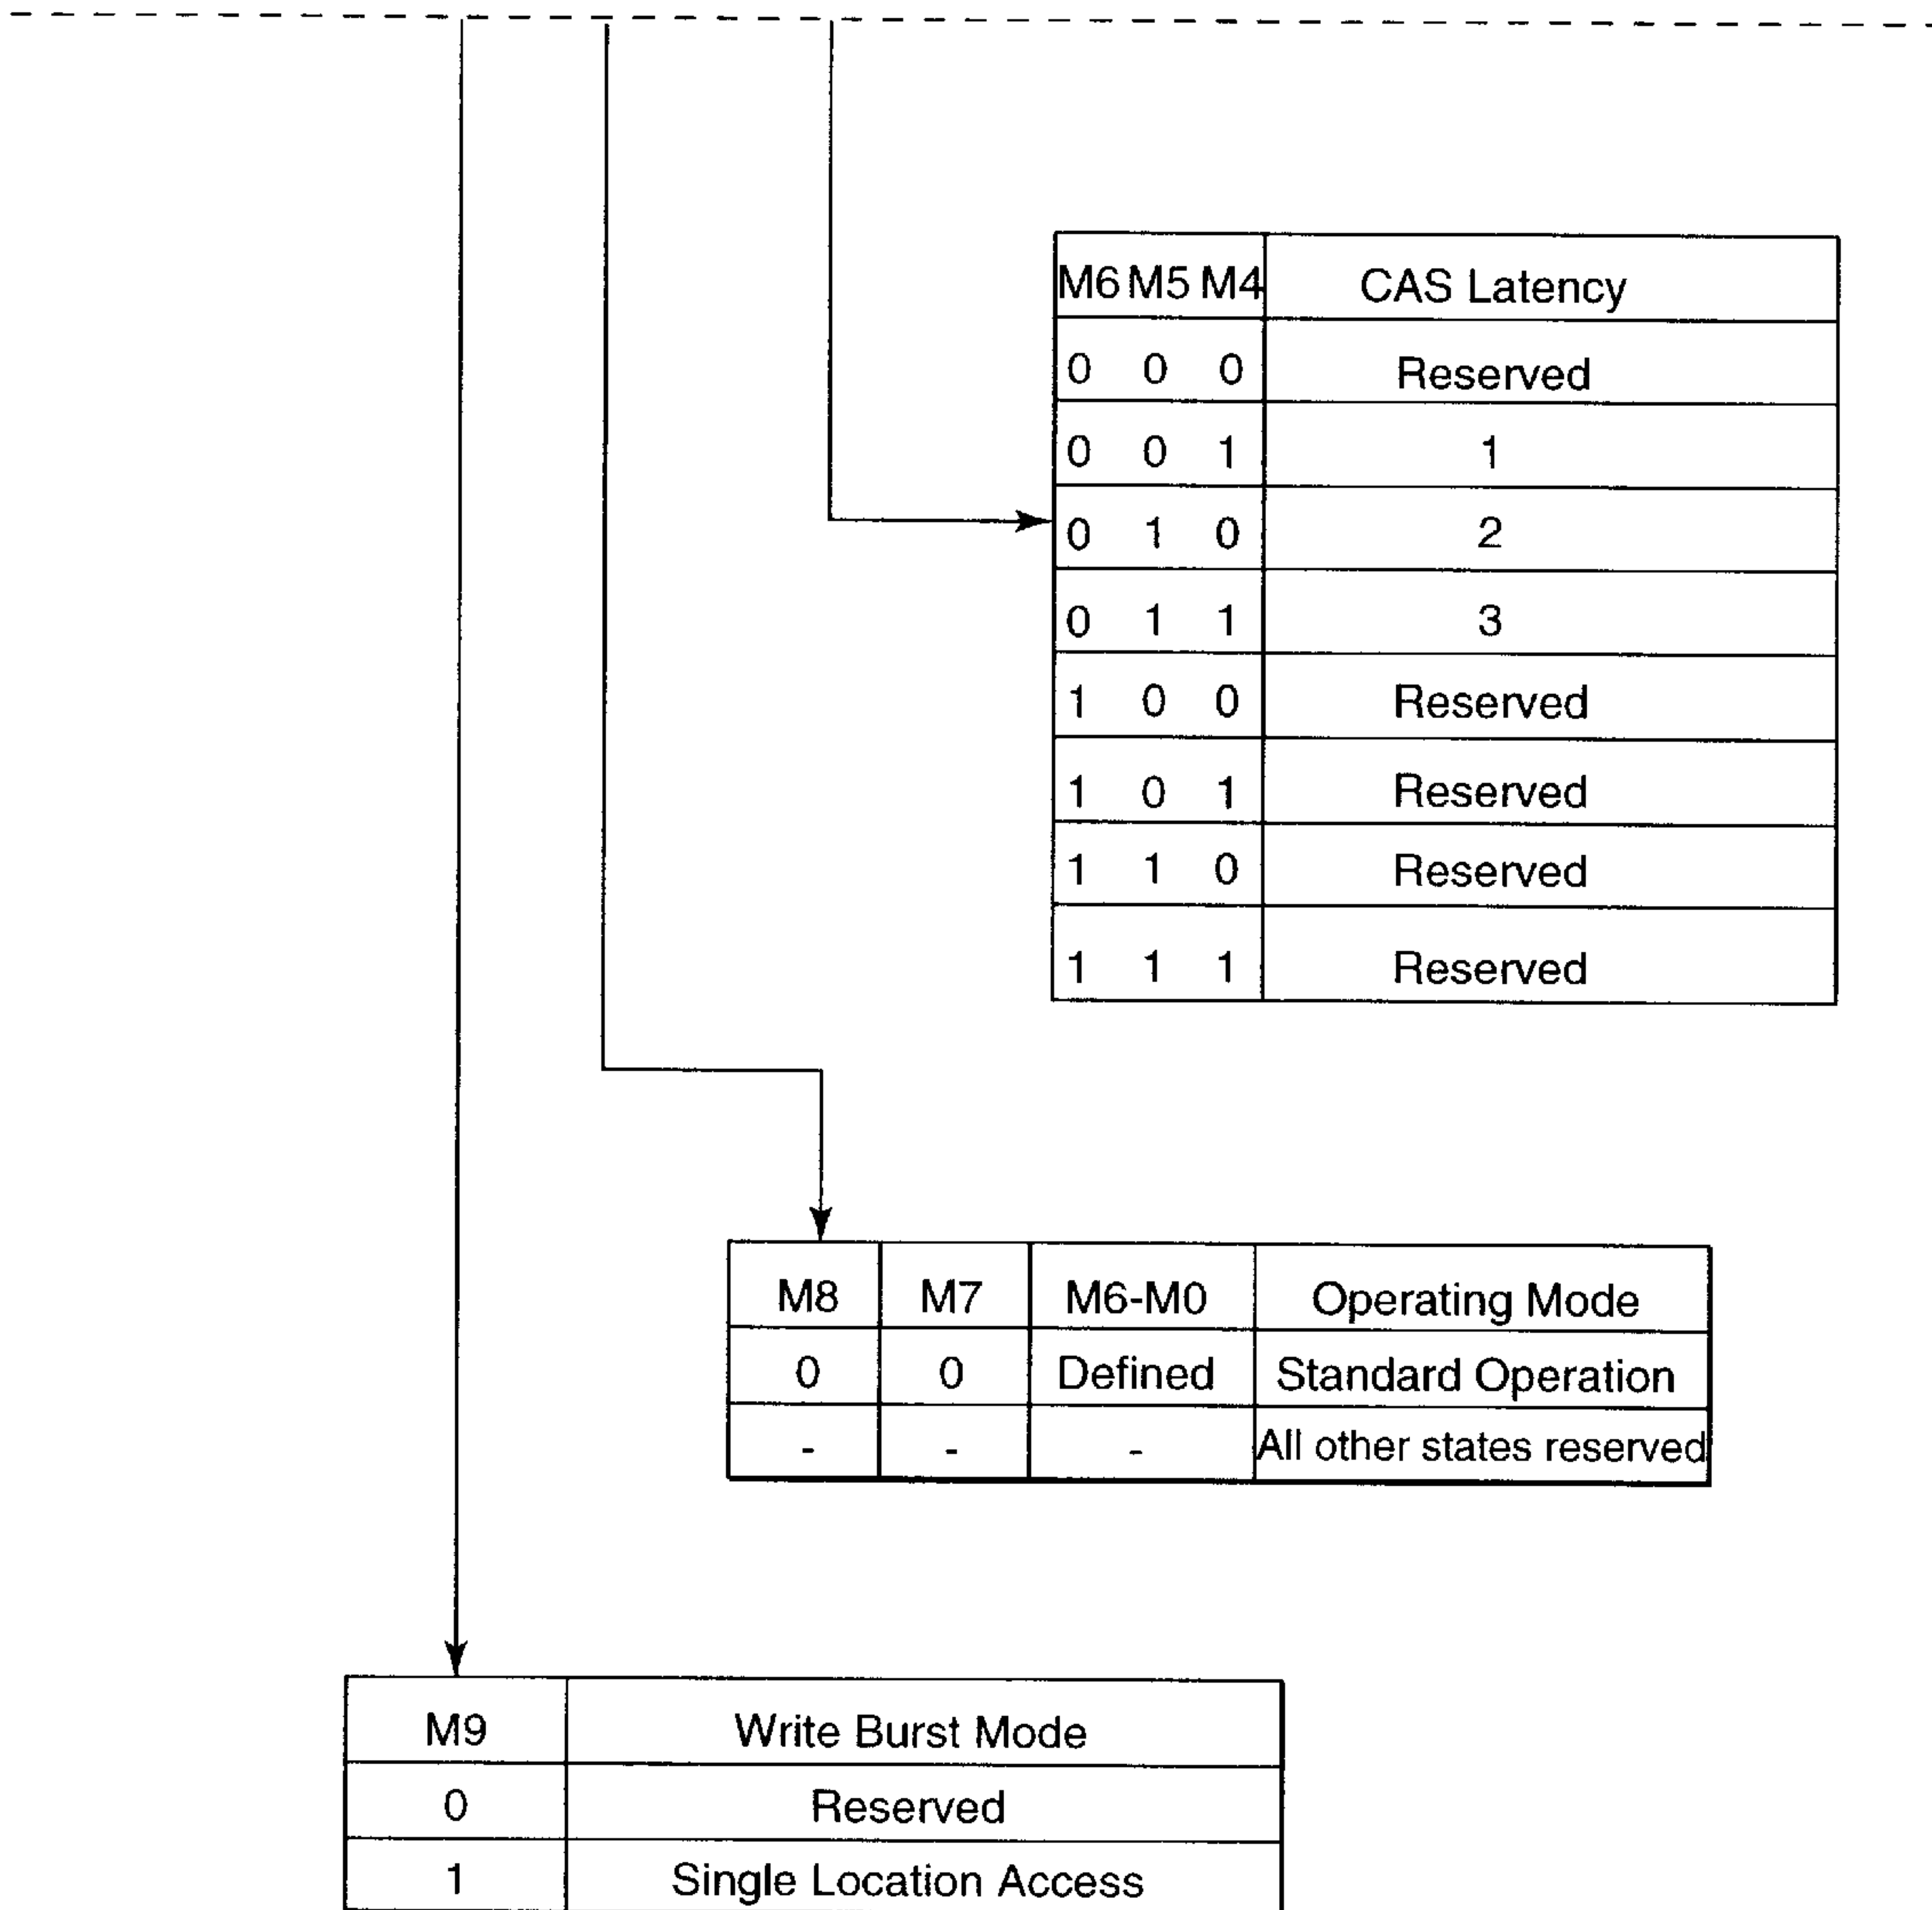 M6 M5 M4 CAS Latency
0 0 0 Reserved
0 0 1 1
0 1 0 2
0 1 1 3
1 0 0 Reserved
1 0 1 Reserved
1 1 0 Reserved
1 1 1 Reserved
M8 M7 M6-M0 Operating Mode
0 0 Defined Standard Operation
- - - All other states reserved
M9 Write Burst Mode
0 Reserved
1 Single Location Access